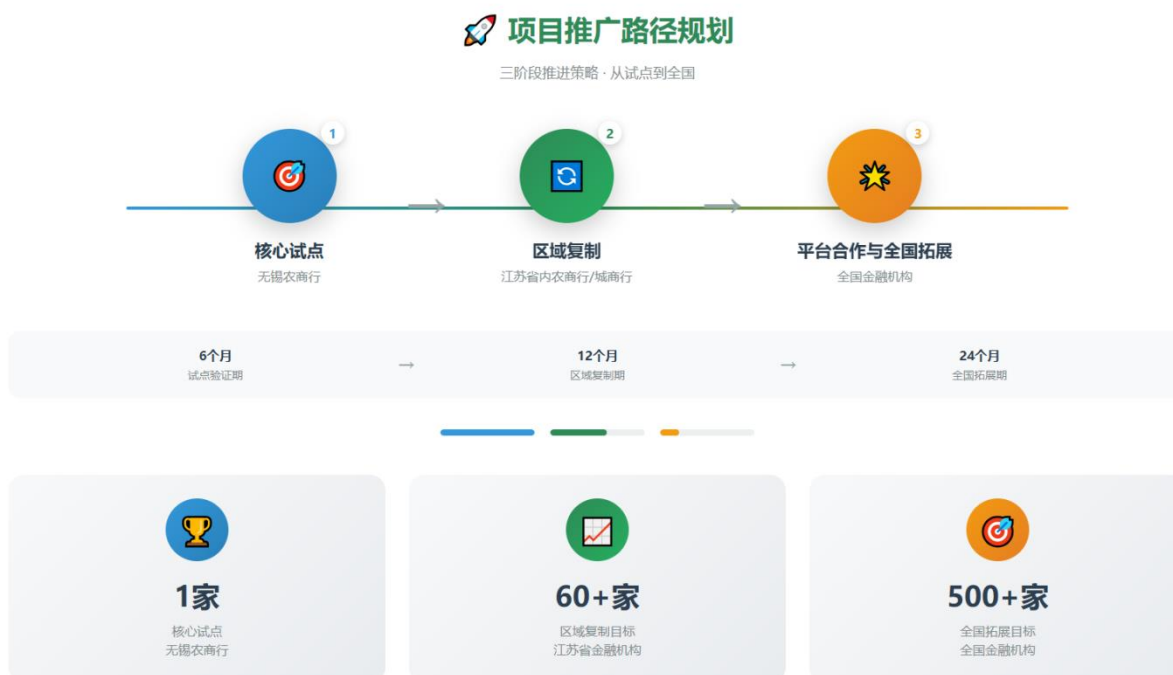 项目推广路径规划
三阶段推进策略 · 从试点到全国
1
2
3
核心试点
无锡农商行
区域复制
江苏省内农商行/城商行
平台合作与全国拓展
全国金融机构
6个月
试点验证期
→
12个月
区域复制期
→
24个月
全国拓展期
1家
核心试点
无锡农商行
60+家
区域复制目标
江苏省金融机构
500+家
全国拓展目标
全国金融机构